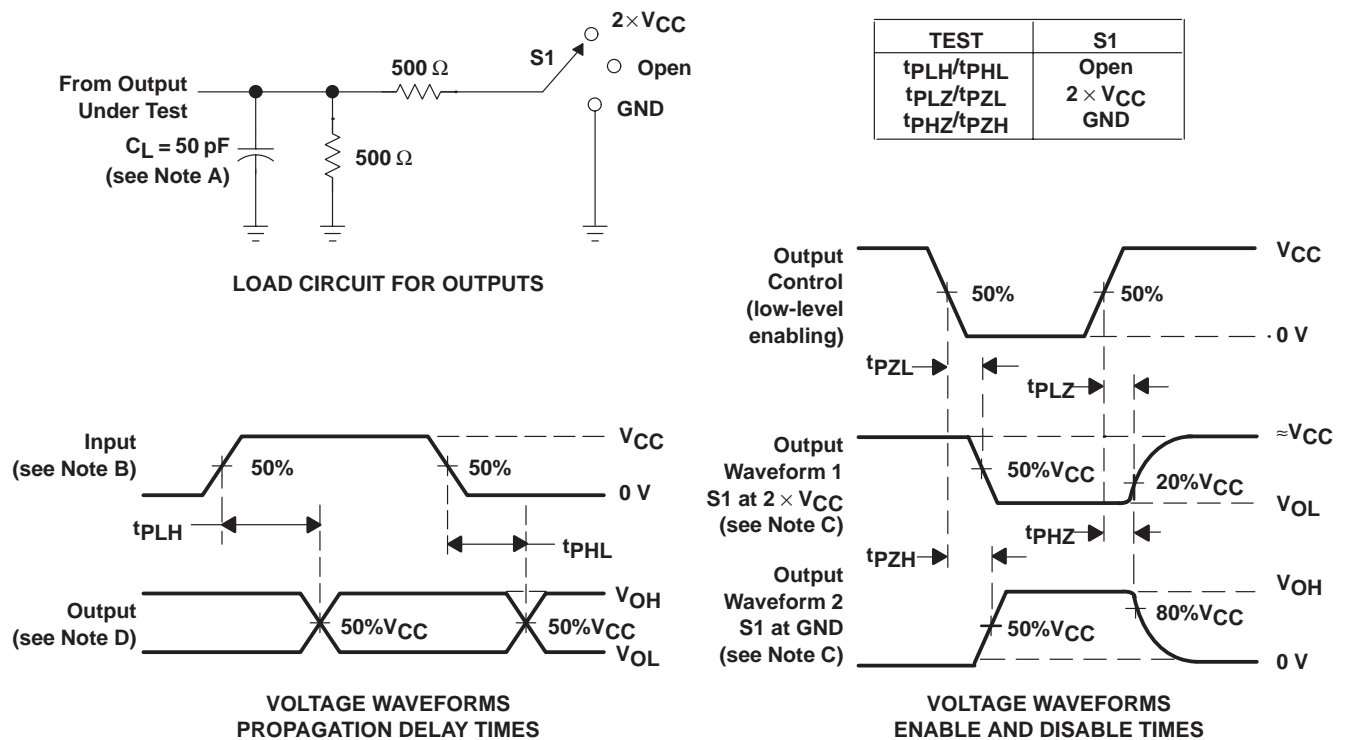 2 × VCC
S1
Open
GND
500 Ω
From Output
Under Test
CL = 50 pF
(see Note A)
500 Ω
LOAD CIRCUIT FOR OUTPUTS
TEST S1
tPLH/tPHL Open
tPLZ/tPZL 2 × VCC
tPHZ/tPZH GND
Input
(see Note B)
50%
50%
VCC
0 V
tPLH
tPHL
Output
(see Note D)
50%VCC
50%VCC
VOH
VOL
VOLTAGE WAVEFORMS
PROPAGATION DELAY TIMES
Output
Control
(low-level
enabling)
50%
50%
VCC
0 V
tPZL
tPLZ
Output
Waveform 1
S1 at 2 × VCC
(see Note C)
50%VCC
20%VCC
≈VCC
VOL
tPZH
tPHZ
Output
Waveform 2
S1 at GND
(see Note C)
50%VCC
80%VCC
VOH
0 V
VOLTAGE WAVEFORMS
ENABLE AND DISABLE TIMES